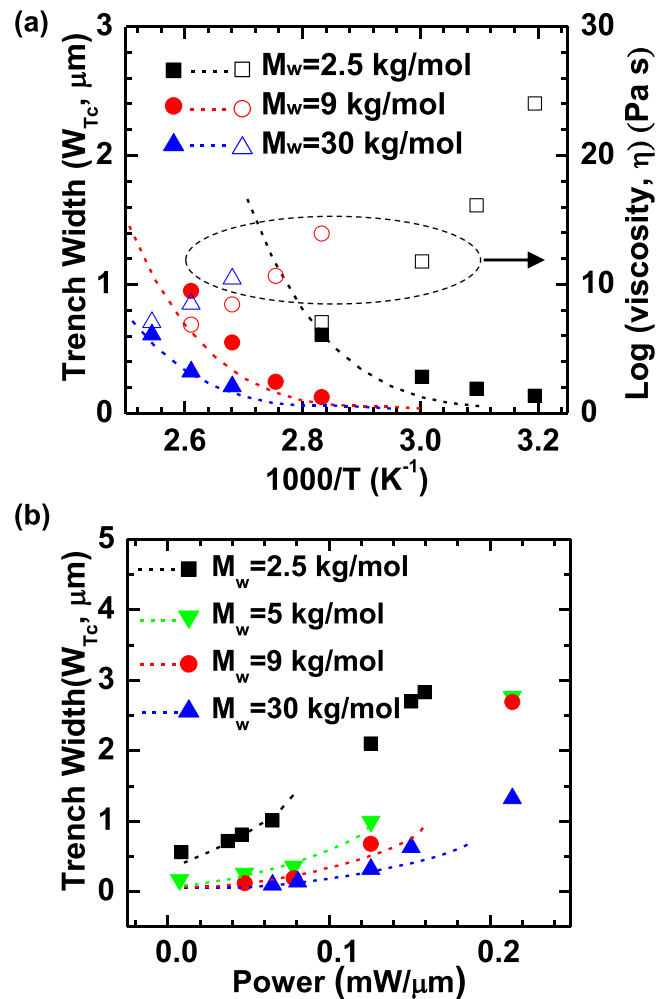 (a)
3
30
M_w=2.5 kg/mol
M_w=9 kg/mol
M_w=30 kg/mol
2
20
1
10
0
0
2.6 2.8 3.0 3.2
Trench Width (W_Tc, μm)
Log (viscosity, η) (Pa s)
1000/T (K⁻¹)
(b)
5
M_w=2.5 kg/mol
4
M_w=5 kg/mol
M_w=9 kg/mol
3
M_w=30 kg/mol
2
1
0
0.0 0.1 0.2
Trench Width(W_Tc, μm)
Power (mW/μm)